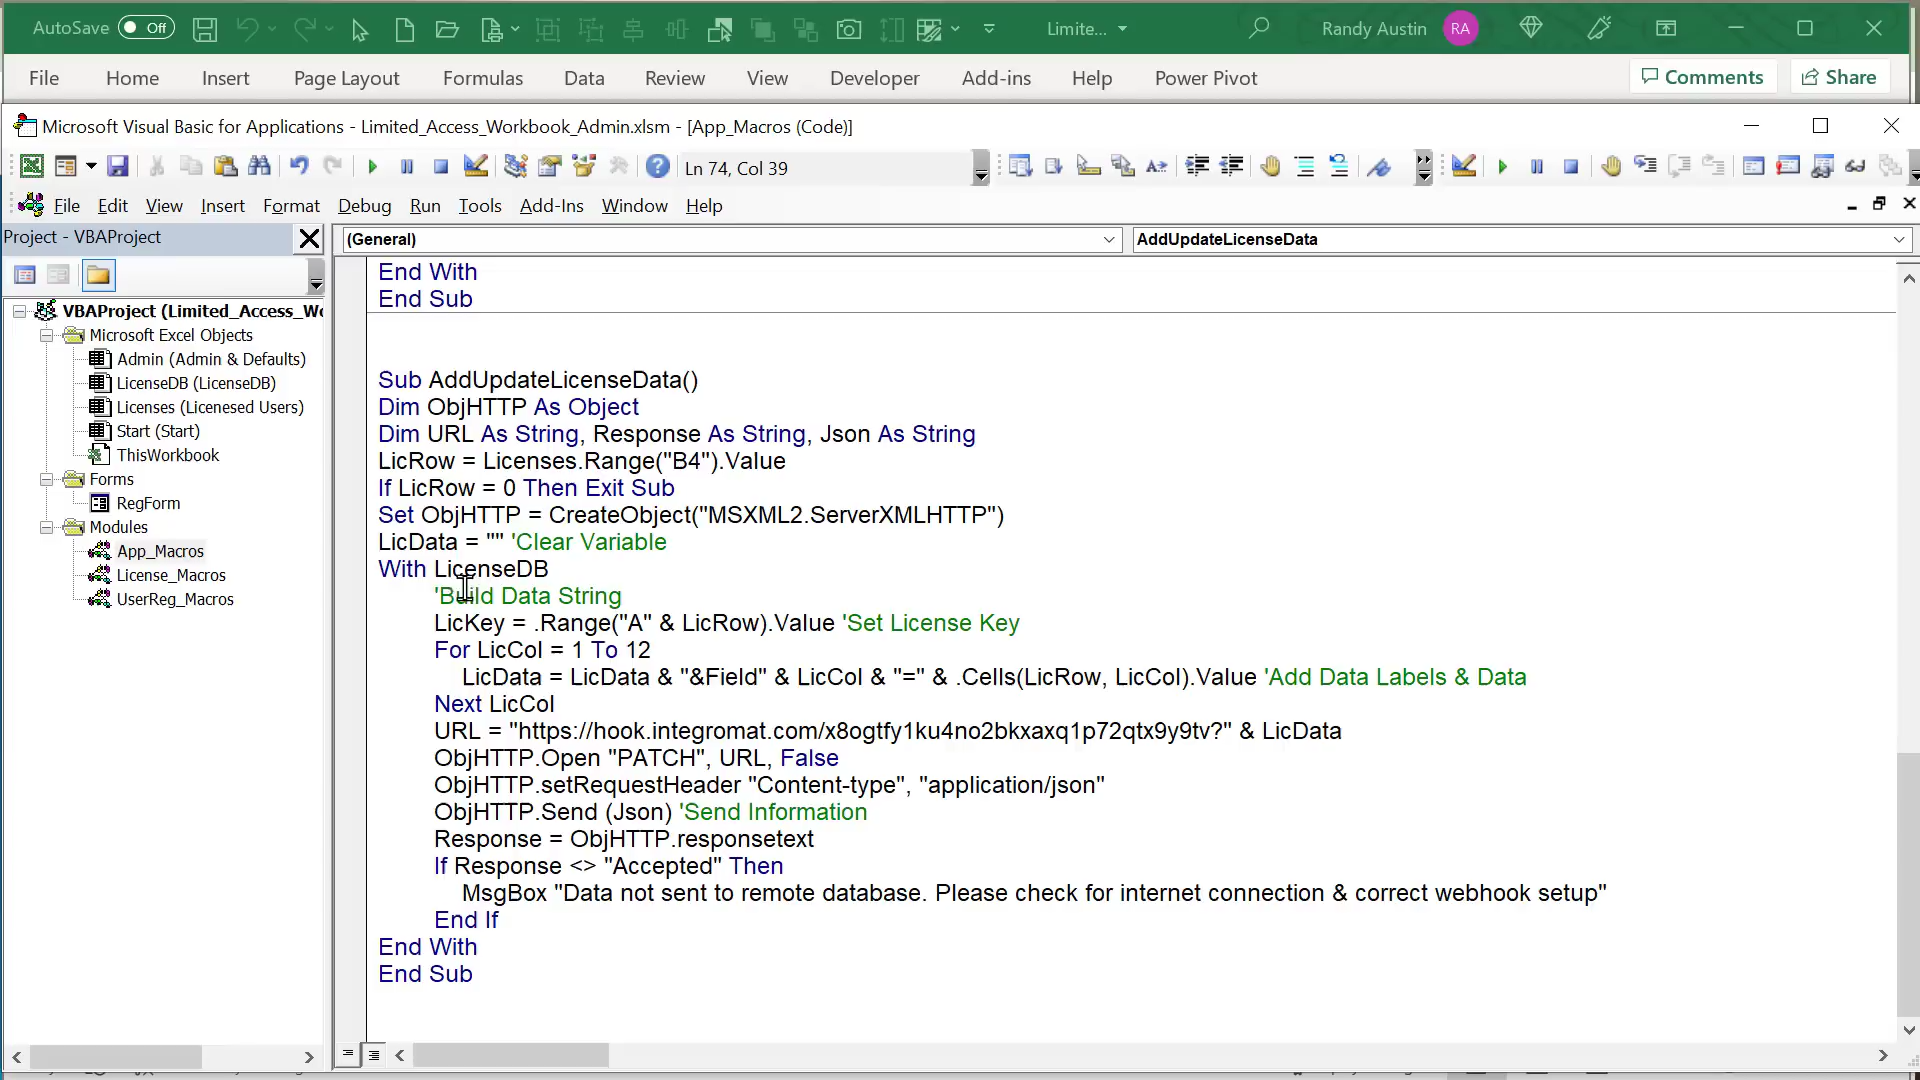 AutoSave Off Limite... Randy Austin RA
File Home Insert Page Layout Formulas Data Review View Developer Add-ins Help Power Pivot Comments Share
Microsoft Visual Basic for Applications - Limited_Access_Workbook_Admin.xlsm - [App_Macros (Code)]
Ln 74, Col 39
File Edit View Insert Format Debug Run Tools Add-Ins Window Help
Project - VBAProject
(General) AddUpdateLicenseData
VBAProject (Limited_Access_Wo
Microsoft Excel Objects
Admin (Admin & Defaults)
LicenseDB (LicenseDB)
Licenses (Licenesed Users)
Start (Start)
ThisWorkbook
Forms
RegForm
Modules
App_Macros
License_Macros
UserReg_Macros
End With
End Sub
Sub AddUpdateLicenseData()
Dim ObjHTTP As Object
Dim URL As String, Response As String, Json As String
LicRow = Licenses.Range("B4").Value
If LicRow = 0 Then Exit Sub
Set ObjHTTP = CreateObject("MSXML2.ServerXMLHTTP")
LicData = "" 'Clear Variable
With LicenseDB
'Build Data String
LicKey = .Range("A" & LicRow).Value 'Set License Key
For LicCol = 1 To 12
LicData = LicData & "&Field" & LicCol & "=" & .Cells(LicRow, LicCol).Value 'Add Data Labels & Data
Next LicCol
URL = "https://hook.integromat.com/x8ogtfy1ku4no2bkxaxq1p72qtx9y9tv?" & LicData
ObjHTTP.Open "PATCH", URL, False
ObjHTTP.setRequestHeader "Content-type", "application/json"
ObjHTTP.Send (Json) 'Send Information
Response = ObjHTTP.responsetext
If Response <> "Accepted" Then
MsgBox "Data not sent to remote database. Please check for internet connection & correct webhook setup"
End If
End With
End Sub